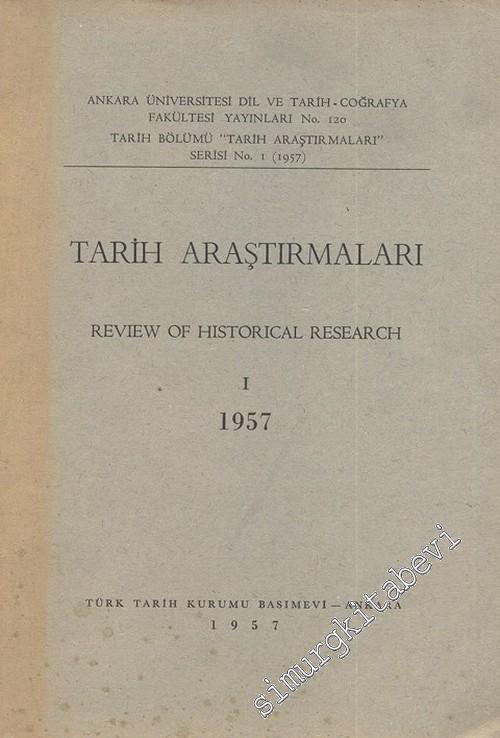 ANKARA ÜNİVERSİTESİ DİL VE TARİH-COĞRAFYA
FAKÜLTESİ YAYINLARI No. 120
TARİH BÖLÜMÜ "TARİH ARAŞTIRMALARI"
SERİSİ No. 1 (1957)
TARİH ARAŞTIRMALARI
REVIEW OF HISTORICAL RESEARCH
I
1957
TÜRK TARİH KURUMU BASIMEVİ — ANKARA
1957
simurgkitabevi